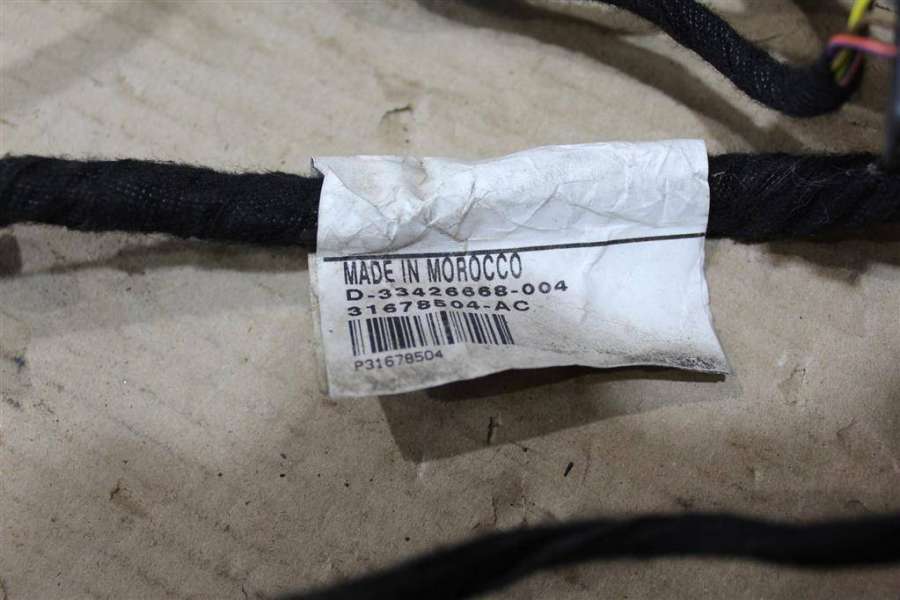 MADE IN MOROCCO
D-33426668-004
31678504-AC
P31678504